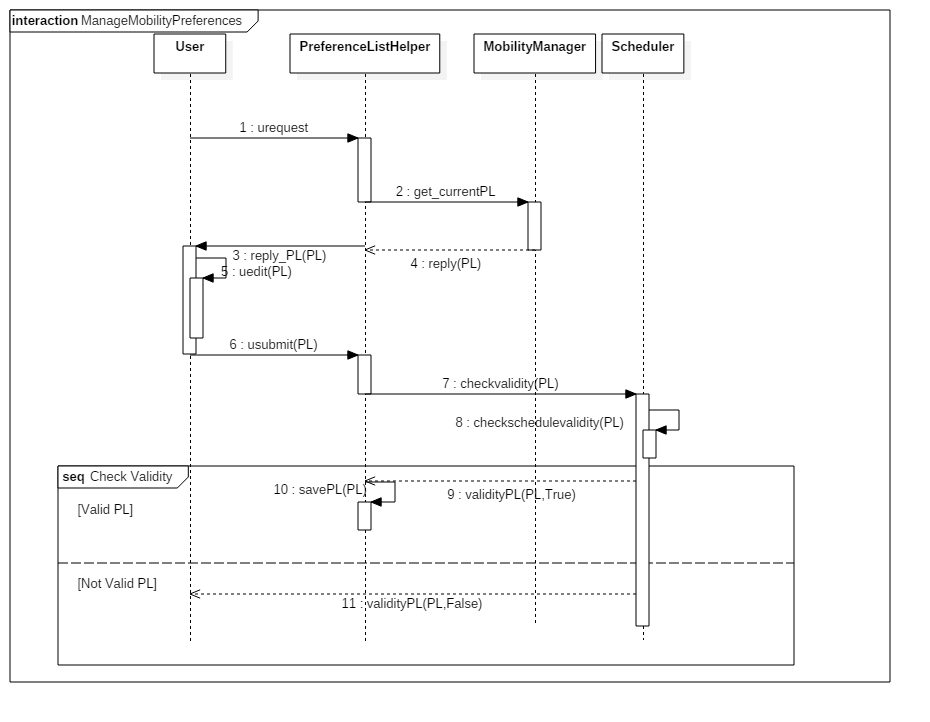 interaction ManageMobilityPreferences
User
PreferenceListHelper
MobilityManager
Scheduler
1 : urequest
2 : get_currentPL
3 : reply_PL(PL)
4 : reply(PL)
5 : uedit(PL)
6 : usubmit(PL)
7 : checkvalidity(PL)
8 : checkschedulevalidity(PL)
seq Check Validity
10 : savePL(PL)
9 : validityPL(PL,True)
[Valid PL]
[Not Valid PL]
11 : validityPL(PL,False)